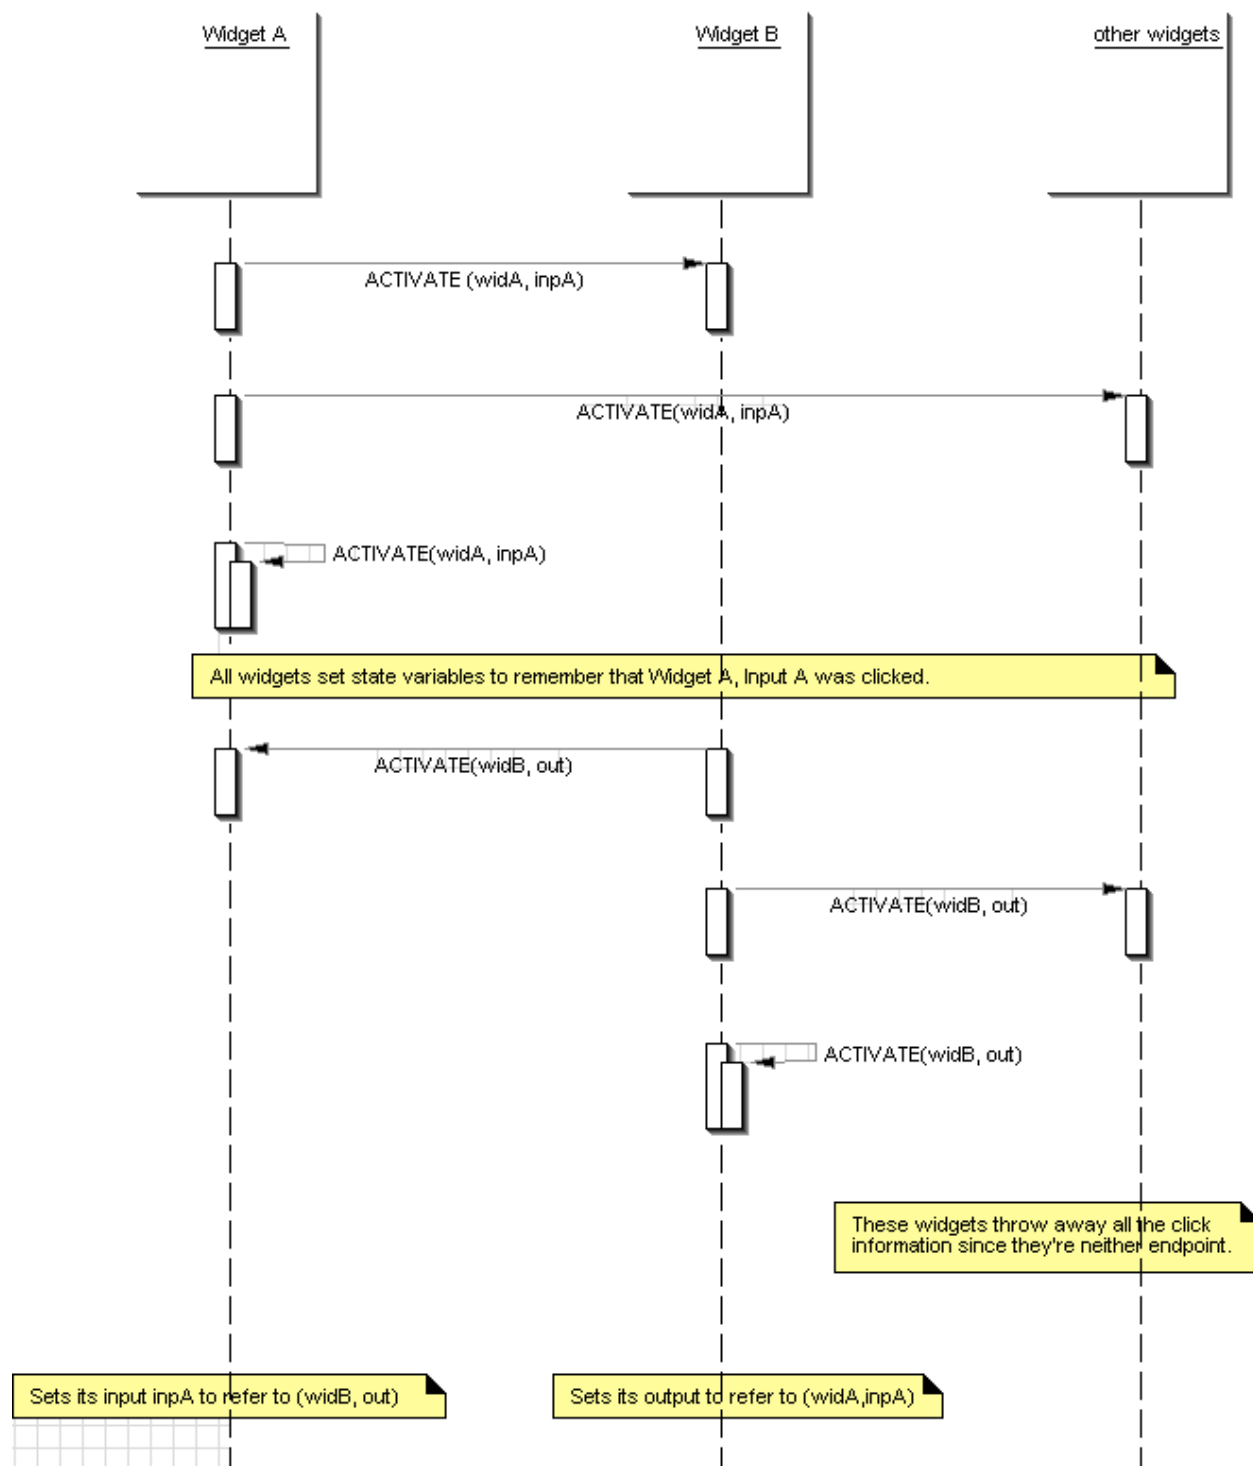 Widget A
Widget B
other widgets
ACTIVATE (widA, inpA)
ACTIVATE(widA, inpA)
ACTIVATE(widA, inpA)
All widgets set state variables to remember that Widget A, Input A was clicked.
ACTIVATE(widB, out)
ACTIVATE(widB, out)
ACTIVATE(widB, out)
These widgets throw away all the click
information since they're neither endpoint.
Sets its input inpA to refer to (widB, out)
Sets its output to refer to (widA,inpA)